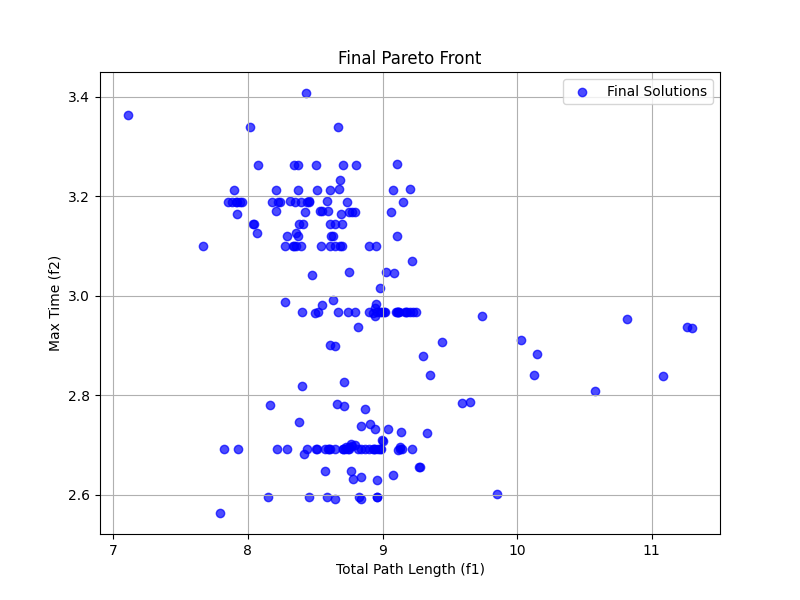 Final Pareto Front
Final Solutions
Max Time (f2)
3.4
3.2
3.0
2.8
2.6
7
8
9
10
11
Total Path Length (f1)